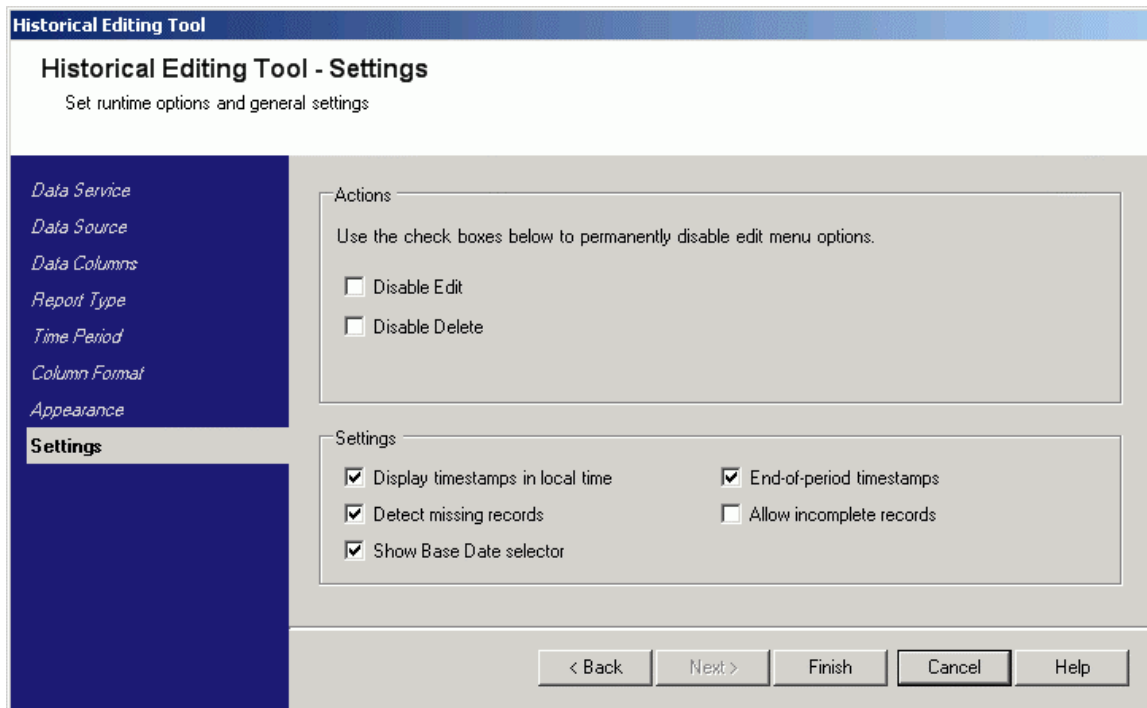 Historical Editing Tool
Historical Editing Tool - Settings
Set runtime options and general settings
Data Service
Data Source
Data Columns
Report Type
Time Period
Column Format
Appearance
Settings
Actions
Use the check boxes below to permanently disable edit menu options.
Disable Edit
Disable Delete
Settings
Display timestamps in local time
End-of-period timestamps
Detect missing records
Allow incomplete records
Show Base Date selector
< Back
Next >
Finish
Cancel
Help